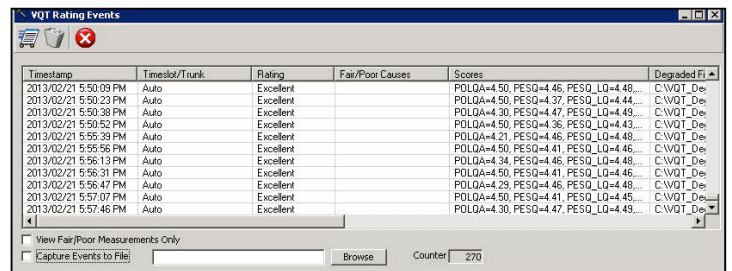 VQT Rating Events
Timestamp Timeslot/Trunk Rating Fair/Poor Causes Scores Degraded Fi
2013/02/21 5:50:09 PM Auto Excellent POLQA=4.50, PESQ=4.46, PESQ_LQ=4.48,... C:\VQT_De
2013/02/21 5:50:23 PM Auto Excellent POLQA=4.50, PESQ=4.37, PESQ_LQ=4.44,... C:\VQT_De
2013/02/21 5:50:38 PM Auto Excellent POLQA=4.30, PESQ=4.47, PESQ_LQ=4.49,... C:\VQT_De
2013/02/21 5:50:52 PM Auto Excellent POLQA=4.50, PESQ=4.36, PESQ_LQ=4.43,... C:\VQT_De
2013/02/21 5:55:39 PM Auto Excellent POLQA=4.21, PESQ=4.46, PESQ_LQ=4.48,... C:\VQT_De
2013/02/21 5:55:56 PM Auto Excellent POLQA=4.50, PESQ=4.41, PESQ_LQ=4.46,... C:\VQT_De
2013/02/21 5:56:13 PM Auto Excellent POLQA=4.34, PESQ=4.46, PESQ_LQ=4.48,... C:\VQT_De
2013/02/21 5:56:31 PM Auto Excellent POLQA=4.50, PESQ=4.41, PESQ_LQ=4.46,... C:\VQT_De
2013/02/21 5:56:47 PM Auto Excellent POLQA=4.29, PESQ=4.46, PESQ_LQ=4.48,... C:\VQT_De
2013/02/21 5:57:07 PM Auto Excellent POLQA=4.50, PESQ=4.41, PESQ_LQ=4.45,... C:\VQT_De
2013/02/21 5:57:46 PM Auto Excellent POLQA=4.30, PESQ=4.47, PESQ_LQ=4.49,... C:\VQT_De
View Fair/Poor Measurements Only
Capture Events to File Browse Counter 270